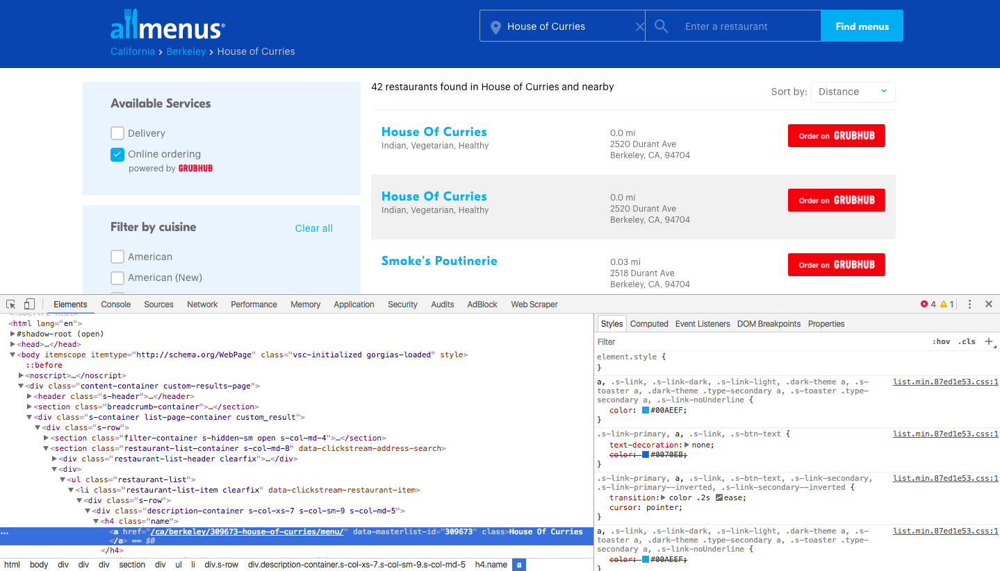 allmenus®
California > Berkeley > House of Curries
House of Curries
Enter a restaurant
Find menus
Available Services
Delivery
Online ordering
powered by GRUBHUB
Filter by cuisine
Clear all
American
American (New)
42 restaurants found in House of Curries and nearby
Sort by: Distance
House Of Curries
Indian, Vegetarian, Healthy
0.0 mi
2520 Durant Ave
Berkeley, CA, 94704
Order on GRUBHUB
House Of Curries
Indian, Vegetarian, Healthy
0.0 mi
2520 Durant Ave
Berkeley, CA, 94704
Order on GRUBHUB
Smoke's Poutinerie
0.03 mi
2518 Durant Ave
Berkeley, CA, 94704
Order on GRUBHUB
Elements Console Sources Network Performance Memory Application Security Audits AdBlock Web Scraper
4 1
<html lang="en">
#shadow-root (open)
<head>…</head>
<body itemscope itemtype="http://schema.org/WebPage" class="vsc-initialized gorgias-loaded" style>
::before
<noscript>…</noscript>
<div class="content-container custom-results-page">
<header class="s-header">…</header>
<section class="breadcrumb-container">…</section>
<div class="s-container list-page-container custom_result">
<div class="s-row">
<section class="filter-container s-hidden-sm open s-col-md-4">…</section>
<section class="restaurant-list-container s-col-md-8" data-clickstream-address-search>
<div class="restaurant-list-header clearfix">…</div>
<div>
<ul class="restaurant-list">
<li class="restaurant-list-item clearfix" data-clickstream-restaurant-item>
<div class="s-row">
<div class="description-container s-col-xs-7 s-col-sm-9 s-col-md-5">
<h4 class="name">
… <a href="/ca/berkeley/309673-house-of-curries/menu/" data-masterlist-id="309673" class>House Of Curries
</a> == $0
</h4>
html body div div div section div ul li div.s-row div.description-container.s-col-xs-7.s-col-sm-9.s-col-md-5 h4.name a
Styles Computed Event Listeners DOM Breakpoints Properties
Filter :hov .cls +
element.style {
}
a, .s-link, .s-link-dark, .s-link-light, .dark-theme a, .s- list.min.87ed1e53.css:1
toaster a, .dark-theme .type-secondary a, .s-toaster .type-
secondary a, .s-link-noUnderline {
color: #00AEEF;
}
.s-link-primary, a, .s-link, .s-btn-text { list.min.87ed1e53.css:1
text-decoration: none;
color: #0070EB;
}
.s-link-primary, a, .s-link, .s-btn-text, .s-link-secondary, list.min.87ed1e53.css:1
.s-link-primary--inverted, .s-link-secondary--inverted {
transition: color .2s ease;
cursor: pointer;
}
a, .s-link, .s-link-dark, .s-link-light, .dark-theme a, .s- list.min.87ed1e53.css:1
toaster a, .dark-theme .type-secondary a, .s-toaster .type-
secondary a, .s-link-noUnderline {
color: #00AEEF;
}